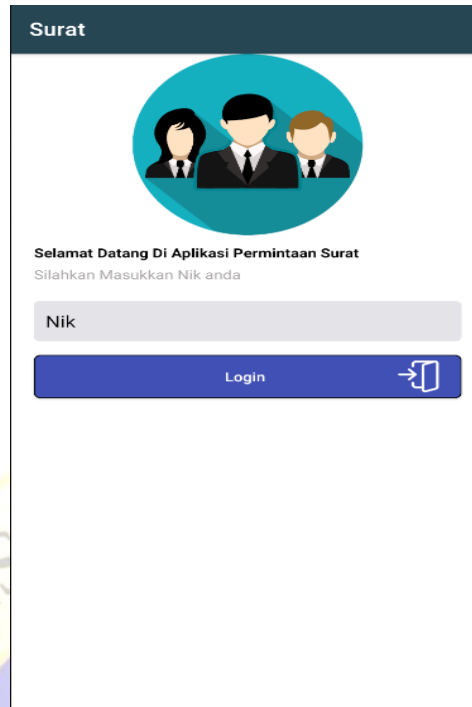 Surat
Selamat Datang Di Aplikasi Permintaan Surat
Silahkan Masukkan Nik anda
Nik
Login